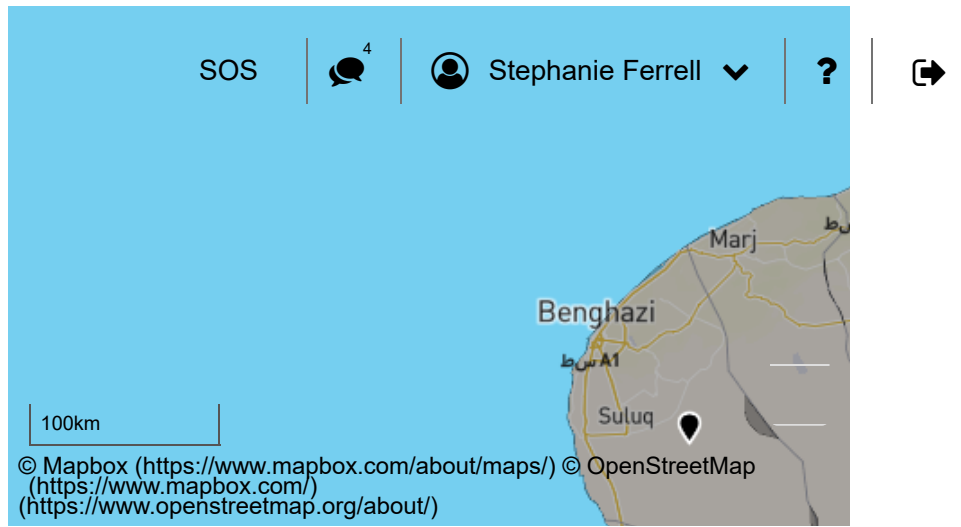 SOS
4
Stephanie Ferrell
?
Marj
Benghazi
ش ط A1
Suluq
100km
© Mapbox (https://www.mapbox.com/about/maps/) © OpenStreetMap
(https://www.mapbox.com/)
(https://www.openstreetmap.org/about/)